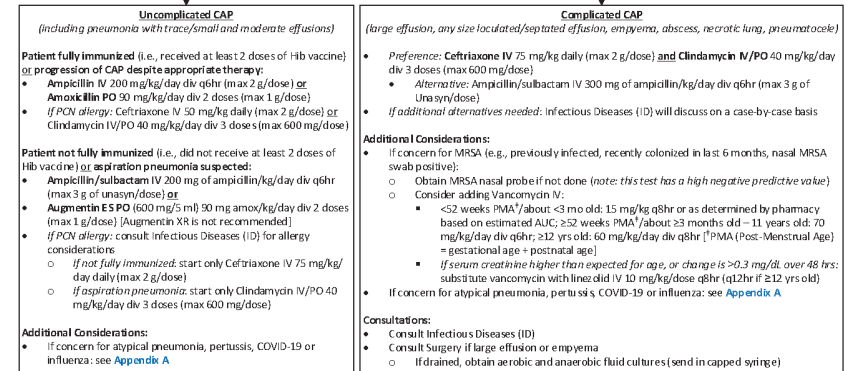 Uncomplicated CAP
(including pneumonia with trace/small and moderate effusions)
Patient fully immunized (i.e., received at least 2 doses of Hib vaccine)
or progression of CAP despite appropriate therapy:
• Ampicillin IV 200 mg/kg/day div q6hr (max 2 g/dose) or
Amoxicillin PO 90 mg/kg/day div 2 doses (max 1 g/dose)
• If PCN allergy: Ceftriaxone IV 50 mg/kg daily (max 2 g/dose) or
Clindamycin IV/PO 40 mg/kg/day div 3 doses (max 600 mg/dose)
Patient not fully immunized (i.e., did not receive at least 2 doses of
Hib vaccine) or aspiration pneumonia suspected:
• Ampicillin/sulbactam IV 200 mg of ampicillin/kg/day div q6hr
(max 3 g of unasyn/dose) or
• Augmentin ES PO (600 mg/5 ml) 90 mg amox/kg/day div 2 doses
(max 1 g/dose) [Augmentin XR is not recommended]
• If PCN allergy: consult Infectious Diseases (ID) for allergy
considerations
o If not fully immunized: start only Ceftriaxone IV 75 mg/kg/
day daily (max 2 g/dose)
o If aspiration pneumonia: start only Clindamycin IV/PO 40
mg/kg/day div 3 doses (max 600 mg/dose)
Additional Considerations:
• If concern for atypical pneumonia, pertussis, COVID-19 or
influenza: see Appendix A
Complicated CAP
(large effusion, any size loculated/septated effusion, empyema, abscess, necrotic lung, pneumatocele)
• Preference: Ceftriaxone IV 75 mg/kg daily (max 2 g/dose) and Clindamycin IV/PO 40 mg/kg/day
div 3 doses (max 600 mg/dose)
• Alternative: Ampicillin/sulbactam IV 300 mg of ampicillin/kg/day div q6hr (max 3 g of
Unasyn/dose)
• If additional alternatives needed: Infectious Diseases (ID) will discuss on a case-by-case basis
Additional Considerations:
• If concern for MRSA (e.g., previously infected, recently colonized in last 6 months, nasal MRSA
swab positive):
o Obtain MRSA nasal probe if not done (note: this test has a high negative predictive value)
o Consider adding Vancomycin IV:
▪ <52 weeks PMA†/about <3 mo old: 15 mg/kg q8hr or as determined by pharmacy
based on estimated AUC; ≥52 weeks PMA†/about ≥3 months old – 11 years old: 70
mg/kg/day div q6hr; ≥12 yrs old: 60 mg/kg/day div q8hr [†PMA (Post-Menstrual Age)
= gestational age + postnatal age]
▪ If serum creatinine higher than expected for age, or change is >0.3 mg/dL over 48 hrs:
substitute vancomycin with linezolid IV 10 mg/kg/dose q8hr (q12hr if ≥12 yrs old)
• If concern for atypical pneumonia, pertussis, COVID-19 or influenza: see Appendix A
Consultations:
• Consult Infectious Diseases (ID)
• Consult Surgery if large effusion or empyema
o If drained, obtain aerobic and anaerobic fluid cultures (send in capped syringe)